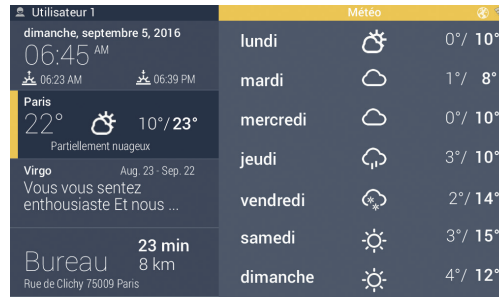 Utilisateur 1
Météo
dimanche, septembre 5, 2016
06:45 AM
06:23 AM 06:39 PM
Paris
22° 10°/23°
Partiellement nuageux
Virgo Aug. 23 - Sep. 22
Vous vous sentez
enthousiaste Et nous ...
Bureau 23 min
8 km
Rue de Clichy 75009 Paris
lundi 0°/ 10°
mardi 1°/ 8°
mercredi 0°/ 10°
jeudi 3°/ 10°
vendredi 2°/ 14°
samedi 3°/ 15°
dimanche 4°/ 12°